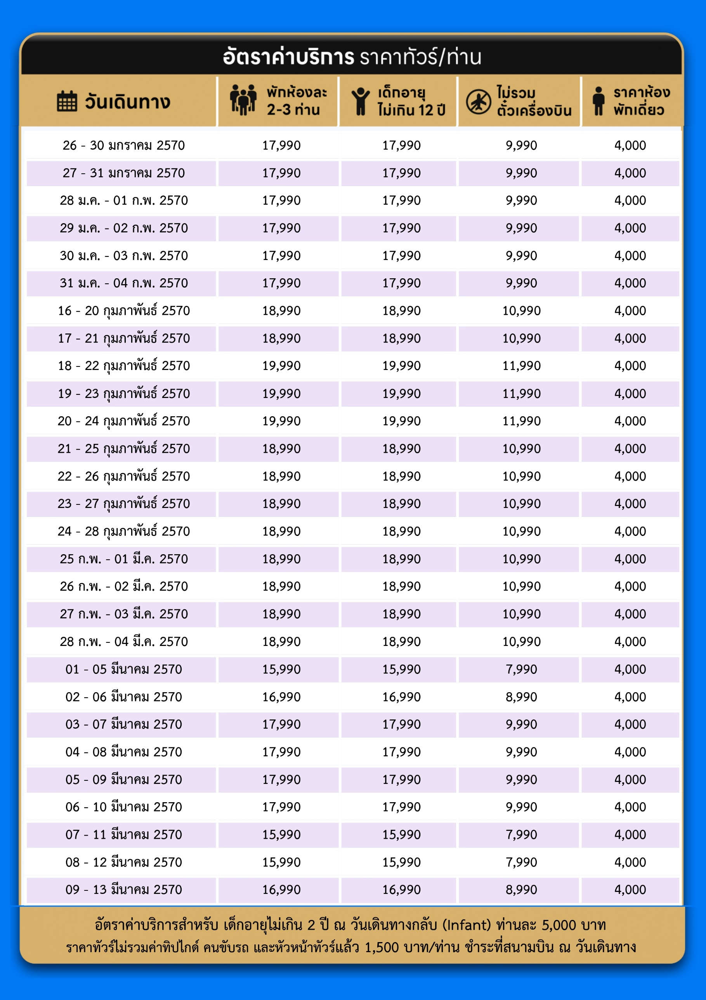 อัตราค่าบริการ ราคาทัวร์/ท่าน
วันเดินทาง พักห้องละ 2-3 ท่าน เด็กอายุ ไม่เกิน 12 ปี ไม่รวม ตั๋วเครื่องบิน ราคาห้อง พักเดี่ยว
26 - 30 มกราคม 2570 17,990 17,990 9,990 4,000
27 - 31 มกราคม 2570 17,990 17,990 9,990 4,000
28 ม.ค. - 01 ก.พ. 2570 17,990 17,990 9,990 4,000
29 ม.ค. - 02 ก.พ. 2570 17,990 17,990 9,990 4,000
30 ม.ค. - 03 ก.พ. 2570 17,990 17,990 9,990 4,000
31 ม.ค. - 04 ก.พ. 2570 17,990 17,990 9,990 4,000
16 - 20 กุมภาพันธ์ 2570 18,990 18,990 10,990 4,000
17 - 21 กุมภาพันธ์ 2570 18,990 18,990 10,990 4,000
18 - 22 กุมภาพันธ์ 2570 19,990 19,990 11,990 4,000
19 - 23 กุมภาพันธ์ 2570 19,990 19,990 11,990 4,000
20 - 24 กุมภาพันธ์ 2570 19,990 19,990 11,990 4,000
21 - 25 กุมภาพันธ์ 2570 18,990 18,990 10,990 4,000
22 - 26 กุมภาพันธ์ 2570 18,990 18,990 10,990 4,000
23 - 27 กุมภาพันธ์ 2570 18,990 18,990 10,990 4,000
24 - 28 กุมภาพันธ์ 2570 18,990 18,990 10,990 4,000
25 ก.พ. - 01 มี.ค. 2570 18,990 18,990 10,990 4,000
26 ก.พ. - 02 มี.ค. 2570 18,990 18,990 10,990 4,000
27 ก.พ. - 03 มี.ค. 2570 18,990 18,990 10,990 4,000
28 ก.พ. - 04 มี.ค. 2570 18,990 18,990 10,990 4,000
01 - 05 มีนาคม 2570 15,990 15,990 7,990 4,000
02 - 06 มีนาคม 2570 16,990 16,990 8,990 4,000
03 - 07 มีนาคม 2570 17,990 17,990 9,990 4,000
04 - 08 มีนาคม 2570 17,990 17,990 9,990 4,000
05 - 09 มีนาคม 2570 17,990 17,990 9,990 4,000
06 - 10 มีนาคม 2570 17,990 17,990 9,990 4,000
07 - 11 มีนาคม 2570 15,990 15,990 7,990 4,000
08 - 12 มีนาคม 2570 15,990 15,990 7,990 4,000
09 - 13 มีนาคม 2570 16,990 16,990 8,990 4,000
อัตราค่าบริการสำหรับ เด็กอายุไม่เกิน 2 ปี ณ วันเดินทางกลับ (Infant) ท่านละ 5,000 บาท
ราคาทัวร์ไม่รวมค่าทิปไกด์ คนขับรถ และหัวหน้าทัวร์แล้ว 1,500 บาท/ท่าน ชำระที่สนามบิน ณ วันเดินทาง